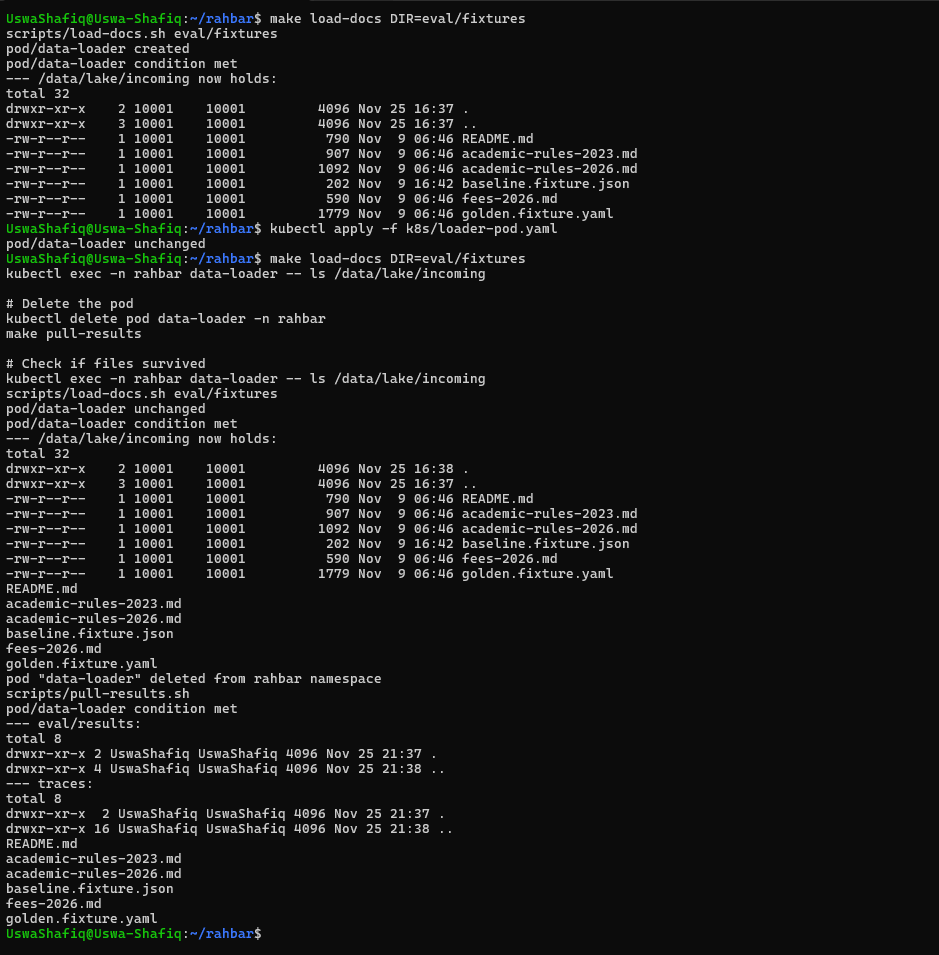 UswaShafiq@Uswa-Shafiq:~/rahbar$ make load-docs DIR=eval/fixtures
scripts/load-docs.sh eval/fixtures
pod/data-loader created
pod/data-loader condition met
--- /data/lake/incoming now holds:
total 32
drwxr-xr-x    2 10001    10001         4096 Nov 25 16:37 .
drwxr-xr-x    3 10001    10001         4096 Nov 25 16:37 ..
-rw-r--r--    1 10001    10001          790 Nov  9 06:46 README.md
-rw-r--r--    1 10001    10001          907 Nov  9 06:46 academic-rules-2023.md
-rw-r--r--    1 10001    10001         1092 Nov  9 06:46 academic-rules-2026.md
-rw-r--r--    1 10001    10001          202 Nov  9 16:42 baseline.fixture.json
-rw-r--r--    1 10001    10001          590 Nov  9 06:46 fees-2026.md
-rw-r--r--    1 10001    10001         1779 Nov  9 06:46 golden.fixture.yaml
UswaShafiq@Uswa-Shafiq:~/rahbar$ kubectl apply -f k8s/loader-pod.yaml
pod/data-loader unchanged
UswaShafiq@Uswa-Shafiq:~/rahbar$ make load-docs DIR=eval/fixtures
kubectl exec -n rahbar data-loader -- ls /data/lake/incoming

# Delete the pod
kubectl delete pod data-loader -n rahbar
make pull-results

# Check if files survived
kubectl exec -n rahbar data-loader -- ls /data/lake/incoming
scripts/load-docs.sh eval/fixtures
pod/data-loader unchanged
pod/data-loader condition met
--- /data/lake/incoming now holds:
total 32
drwxr-xr-x    2 10001    10001         4096 Nov 25 16:38 .
drwxr-xr-x    3 10001    10001         4096 Nov 25 16:37 ..
-rw-r--r--    1 10001    10001          790 Nov  9 06:46 README.md
-rw-r--r--    1 10001    10001          907 Nov  9 06:46 academic-rules-2023.md
-rw-r--r--    1 10001    10001         1092 Nov  9 06:46 academic-rules-2026.md
-rw-r--r--    1 10001    10001          202 Nov  9 16:42 baseline.fixture.json
-rw-r--r--    1 10001    10001          590 Nov  9 06:46 fees-2026.md
-rw-r--r--    1 10001    10001         1779 Nov  9 06:46 golden.fixture.yaml
README.md
academic-rules-2023.md
academic-rules-2026.md
baseline.fixture.json
fees-2026.md
golden.fixture.yaml
pod "data-loader" deleted from rahbar namespace
scripts/pull-results.sh
pod/data-loader condition met
--- eval/results:
total 8
drwxr-xr-x 2 UswaShafiq UswaShafiq 4096 Nov 25 21:37 .
drwxr-xr-x 4 UswaShafiq UswaShafiq 4096 Nov 25 21:38 ..
--- traces:
total 8
drwxr-xr-x  2 UswaShafiq UswaShafiq 4096 Nov 25 21:37 .
drwxr-xr-x 16 UswaShafiq UswaShafiq 4096 Nov 25 21:38 ..
README.md
academic-rules-2023.md
academic-rules-2026.md
baseline.fixture.json
fees-2026.md
golden.fixture.yaml
UswaShafiq@Uswa-Shafiq:~/rahbar$